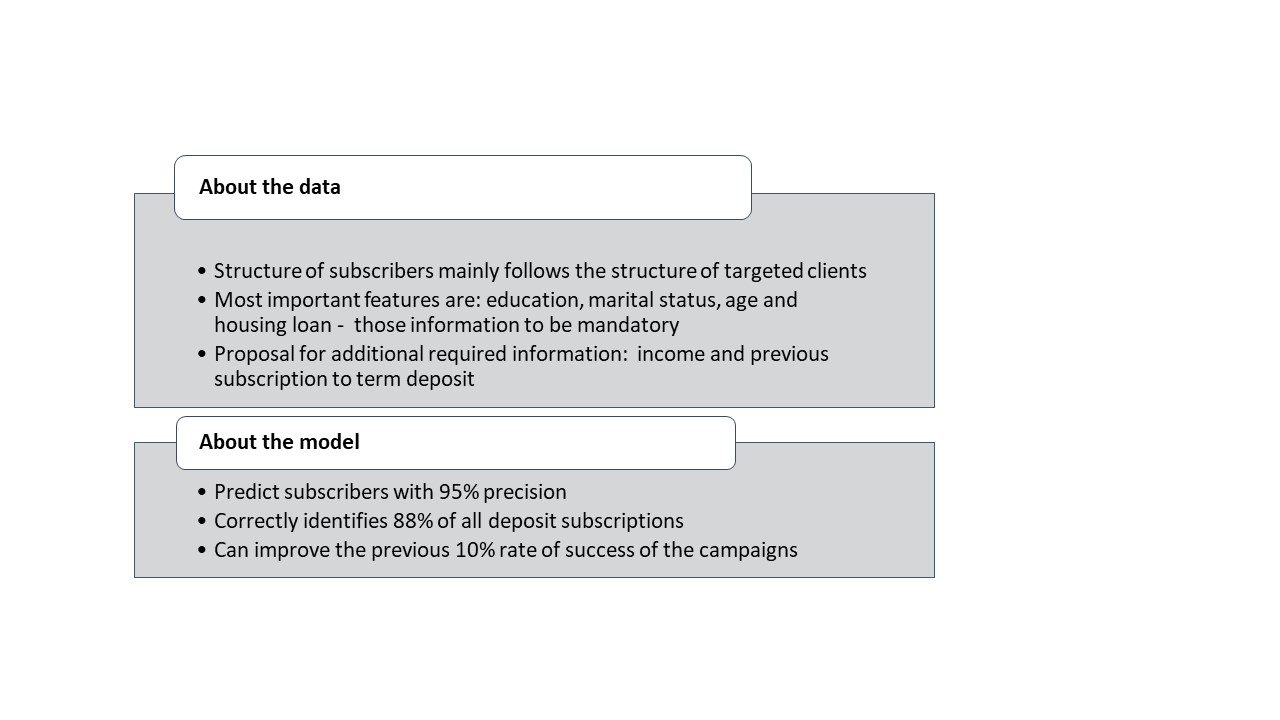 About the data
• Structure of subscribers mainly follows the structure of targeted clients
• Most important features are: education, marital status, age and
housing loan - those information to be mandatory
• Proposal for additional required information: income and previous
subscription to term deposit
About the model
• Predict subscribers with 95% precision
• Correctly identifies 88% of all deposit subscriptions
• Can improve the previous 10% rate of success of the campaigns